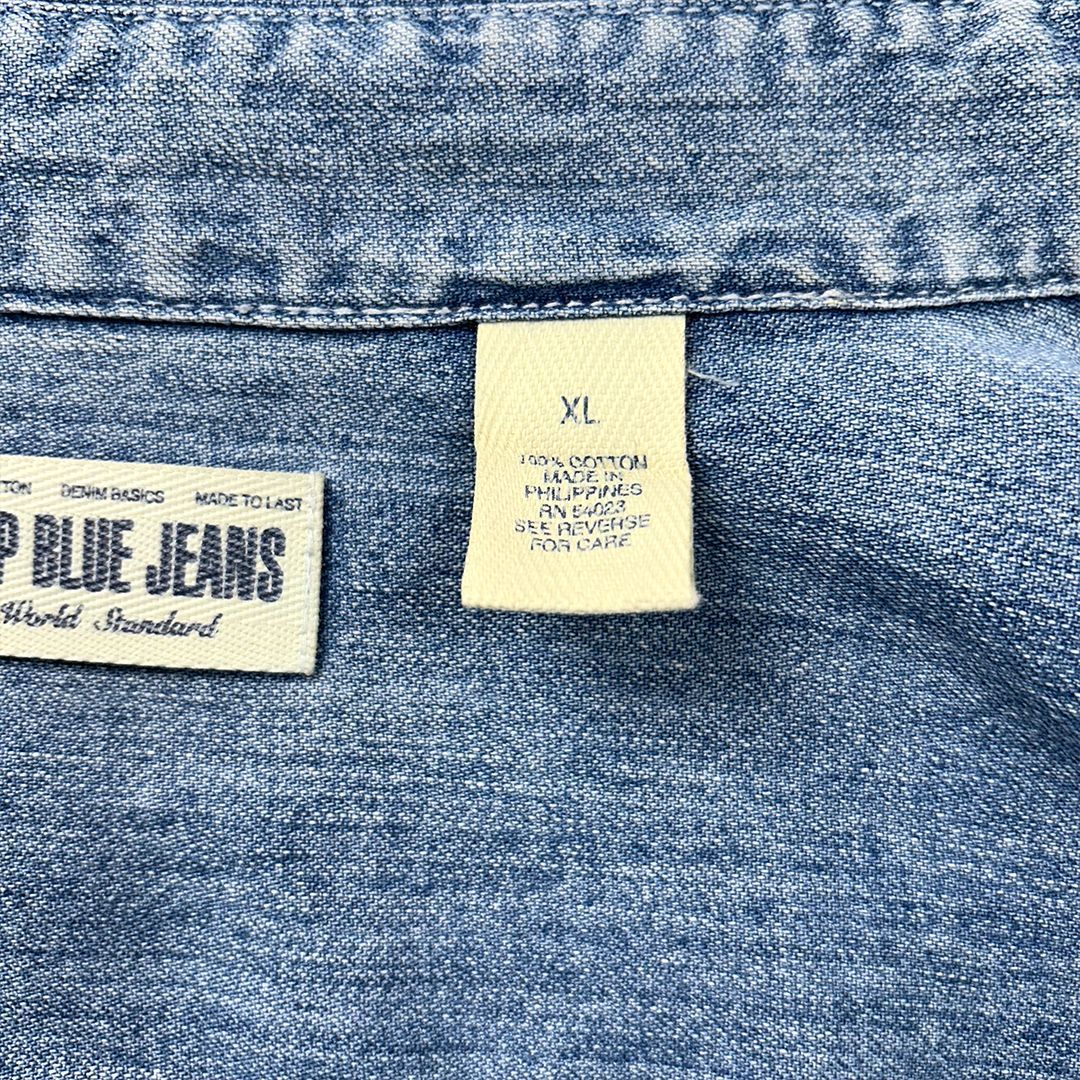 XL
100% COTTON
MADE IN
PHILIPPINES
RN 54023
SEE REVERSE
FOR CARE
TON DENIM BASICS MADE TO LAST
P BLUE JEANS
World Standard